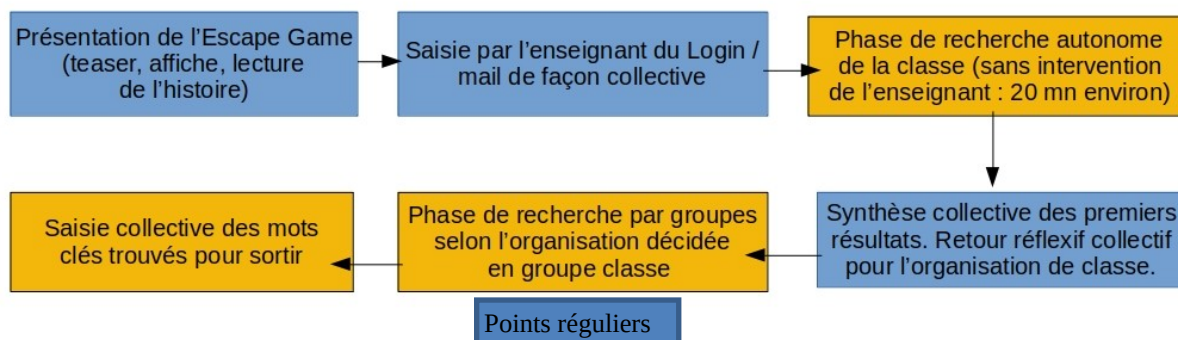 Présentation de l’Escape Game
(teaser, affiche, lecture
de l’histoire)
Saisie par l’enseignant du Login /
mail de façon collective
Phase de recherche autonome
de la classe (sans intervention
de l’enseignant : 20 mn environ)
Synthèse collective des premiers
résultats. Retour réflexif collectif
pour l’organisation de classe.
Phase de recherche par groupes
selon l’organisation décidée
en groupe classe
Saisie collective des mots
clés trouvés pour sortir
Points réguliers